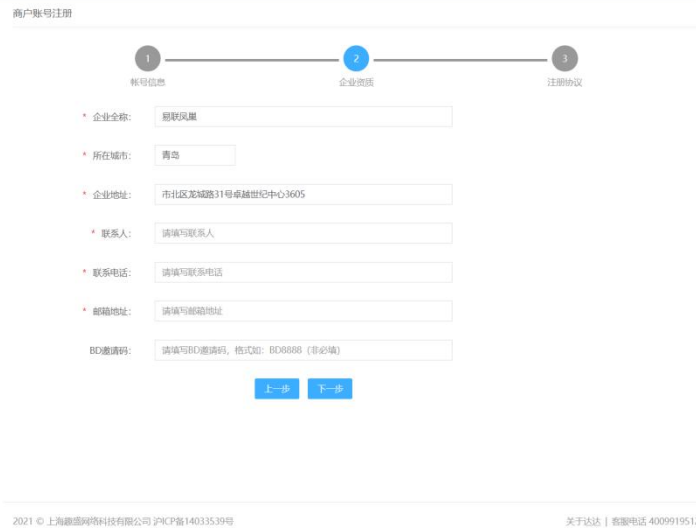 商户账号注册
1
2
3
帐号信息
企业资质
注册协议
* 企业全称: 易联凤巢
* 所在城市: 青岛
* 企业地址: 市北区龙城路31号卓越世纪中心3605
* 联系人: 请填写联系人
* 联系电话: 请填写联系电话
* 邮箱地址: 请填写邮箱地址
BD邀请码: 请填写BD邀请码，格式如：BD8888（非必填）
上一步 下一步
2021 © 上海趣盛网络科技有限公司 沪ICP备14033539号
关于达达 | 客服电话 400991951